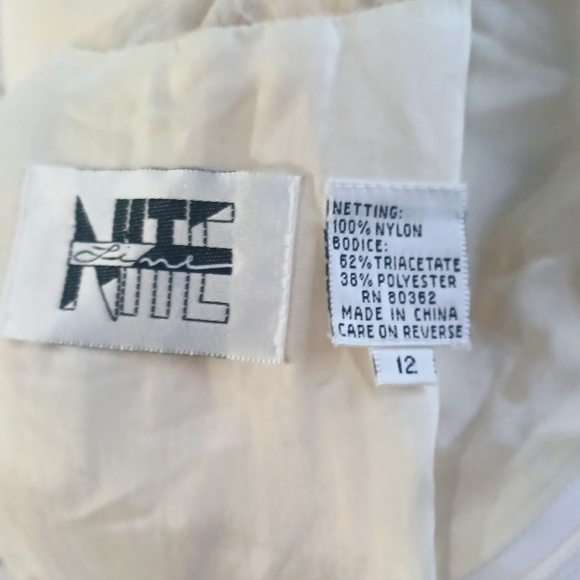 NITE
Line
NETTING:
100% NYLON
BODICE:
62% TRIACETATE
38% POLYESTER
RN 80362
MADE IN CHINA
CARE ON REVERSE
12